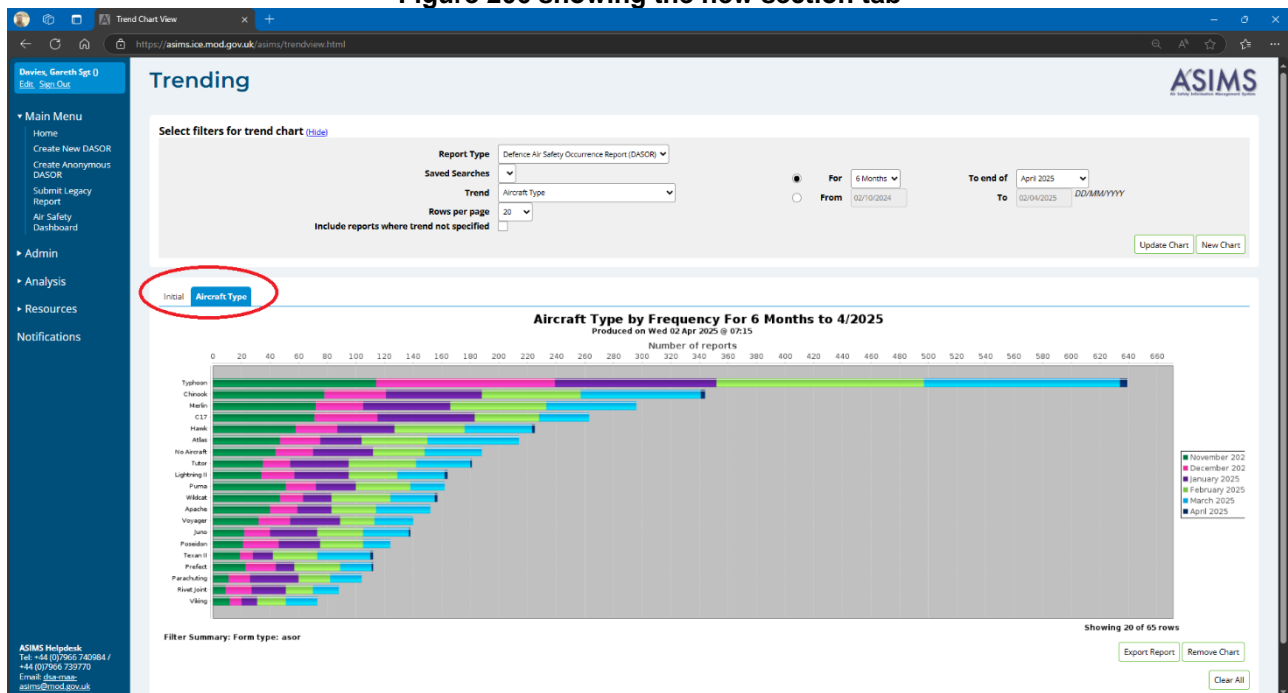 Figure 206 showing the new section tab
Trend Chart View
https://asims.ice.mod.gov.uk/asims/trendview.html
Davies, Gareth Sgt ()
Edit, Sign Out
Trending
ASIMS
Air Safety Information Management System
Main Menu
Home
Create New DASOR
Create Anonymous
DASOR
Submit Legacy
Report
Air Safety
Dashboard
Admin
Analysis
Resources
Notifications
Select filters for trend chart (Hide)
Report Type Defence Air Safety Occurrence Report (DASOR)
Saved Searches
For 6 Months To end of April 2025
Trend Aircraft Type
From 02/10/2024 To 02/04/2025 DD/MM/YYYY
Rows per page 20
Include reports where trend not specified
Update Chart New Chart
Initial Aircraft Type
Aircraft Type by Frequency For 6 Months to 4/2025
Produced on Wed 02 Apr 2025 @ 07:15
Number of reports
0 20 40 60 80 100 120 140 160 180 200 220 240 260 280 300 320 340 360 380 400 420 440 460 480 500 520 540 560 580 600 620 640 660
Typhoon
Chinook
Merlin
C17
Hawk
Atlas
No Aircraft
Tutor
Lightning II
Puma
Wildcat
Apache
Voyager
Juno
Poseidon
Texan II
Prefect
Parachuting
Rivet Joint
Viking
November 202
December 202
January 2025
February 2025
March 2025
April 2025
Showing 20 of 65 rows
Filter Summary: Form type: asor
Export Report Remove Chart
Clear All
ASIMS Helpdesk
Tel: +44 (0)7966 740984 /
+44 (0)7966 739770
Email: dsa-maa-
asims@mod.gov.uk